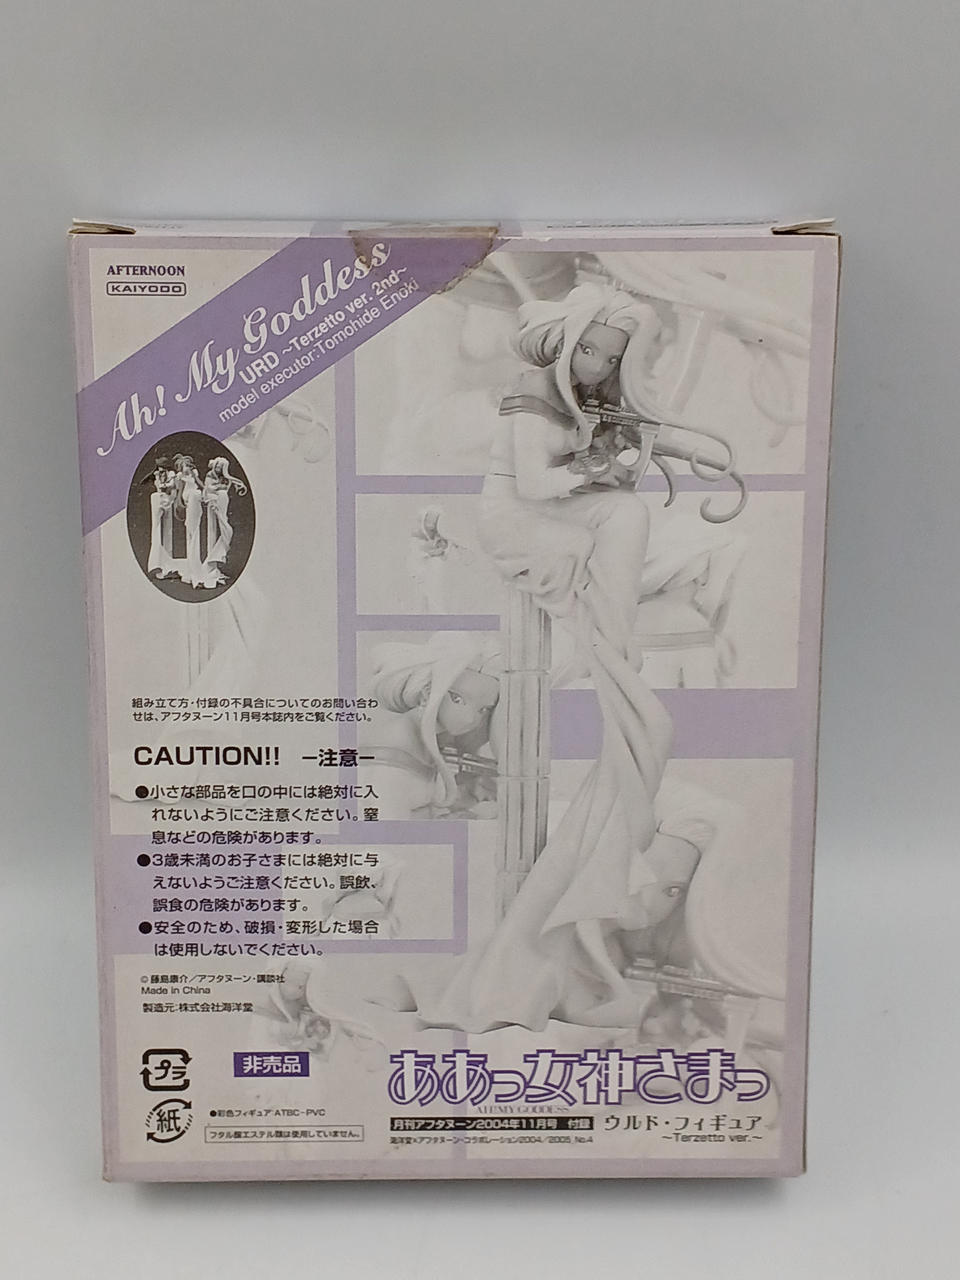 AFTERNOON
KAIYODO
Ah! My Goddess
URD ~Terzetto ver. 2nd~
model executor:Tomohide Enoki
組み立て方・付録の不具合についてのお問い合わ
せは、アフタヌーン11月号本誌内をご覧ください。
CAUTION!! ー注意ー
●小さな部品を口の中には絶対に入
れないようにご注意ください。窒
息などの危険があります。
●3歳未満のお子さまには絶対に与
えないようご注意ください。誤飲、
誤食の危険があります。
●安全のため、破損・変形した場合
は使用しないでください。
©藤島康介／アフタヌーン・講談社
Made in China
製造元:株式会社海洋堂
プラ
非売品
紙
●彩色フィギュア:ATBC-PVC
フタル酸エステル類は使用していません。
ああっ女神さまっ
AH!MY GODDESS
月刊アフタヌーン2004年11月号 付録
ウルド・フィギュア
~Terzetto ver.~
海洋堂×アフタヌーン・コラボレーション2004／2005 No.4